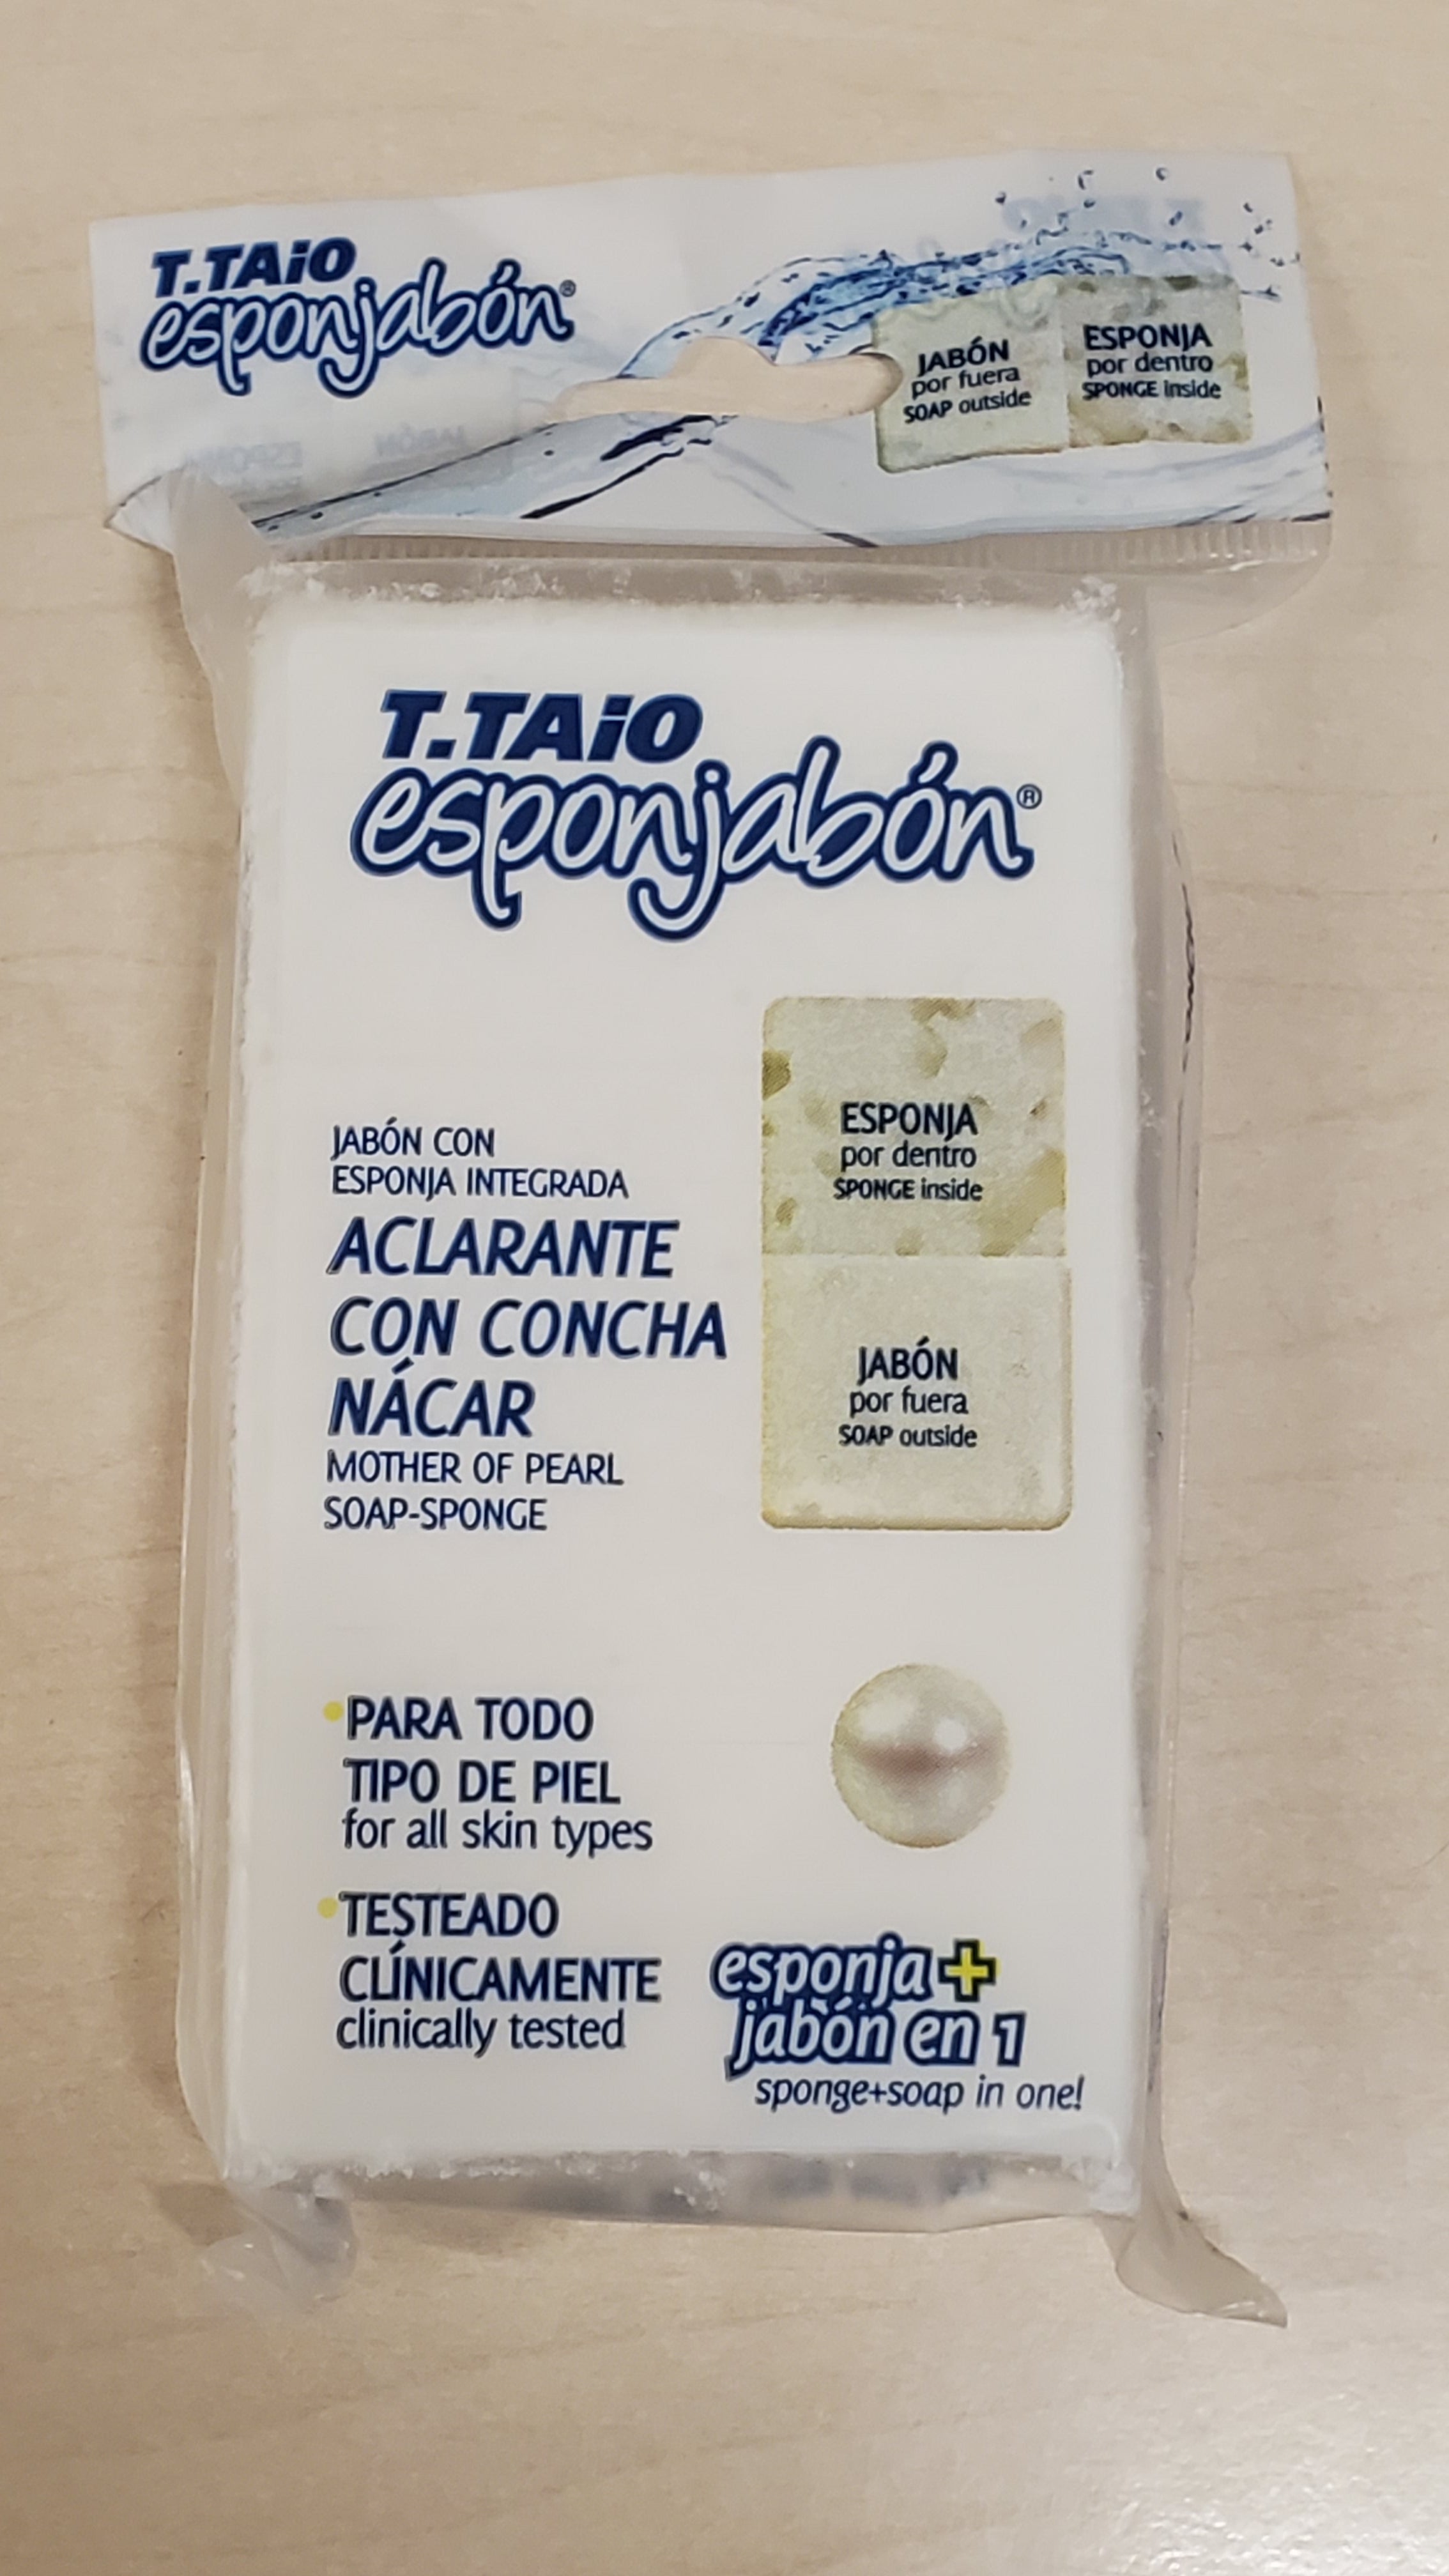 T.TAiO
esponjabón®
JABÓN
por fuera
SOAP outside
ESPONJA
por dentro
SPONGE inside
T.TAiO
esponjabón®
JABÓN CON
ESPONJA INTEGRADA
ACLARANTE
CON CONCHA
NÁCAR
MOTHER OF PEARL
SOAP-SPONGE
ESPONJA
por dentro
SPONGE inside
JABÓN
por fuera
SOAP outside
•PARA TODO
TIPO DE PIEL
for all skin types
•TESTEADO
CLÍNICAMENTE
clinically tested
esponja+
jabón en 1
sponge+soap in one!